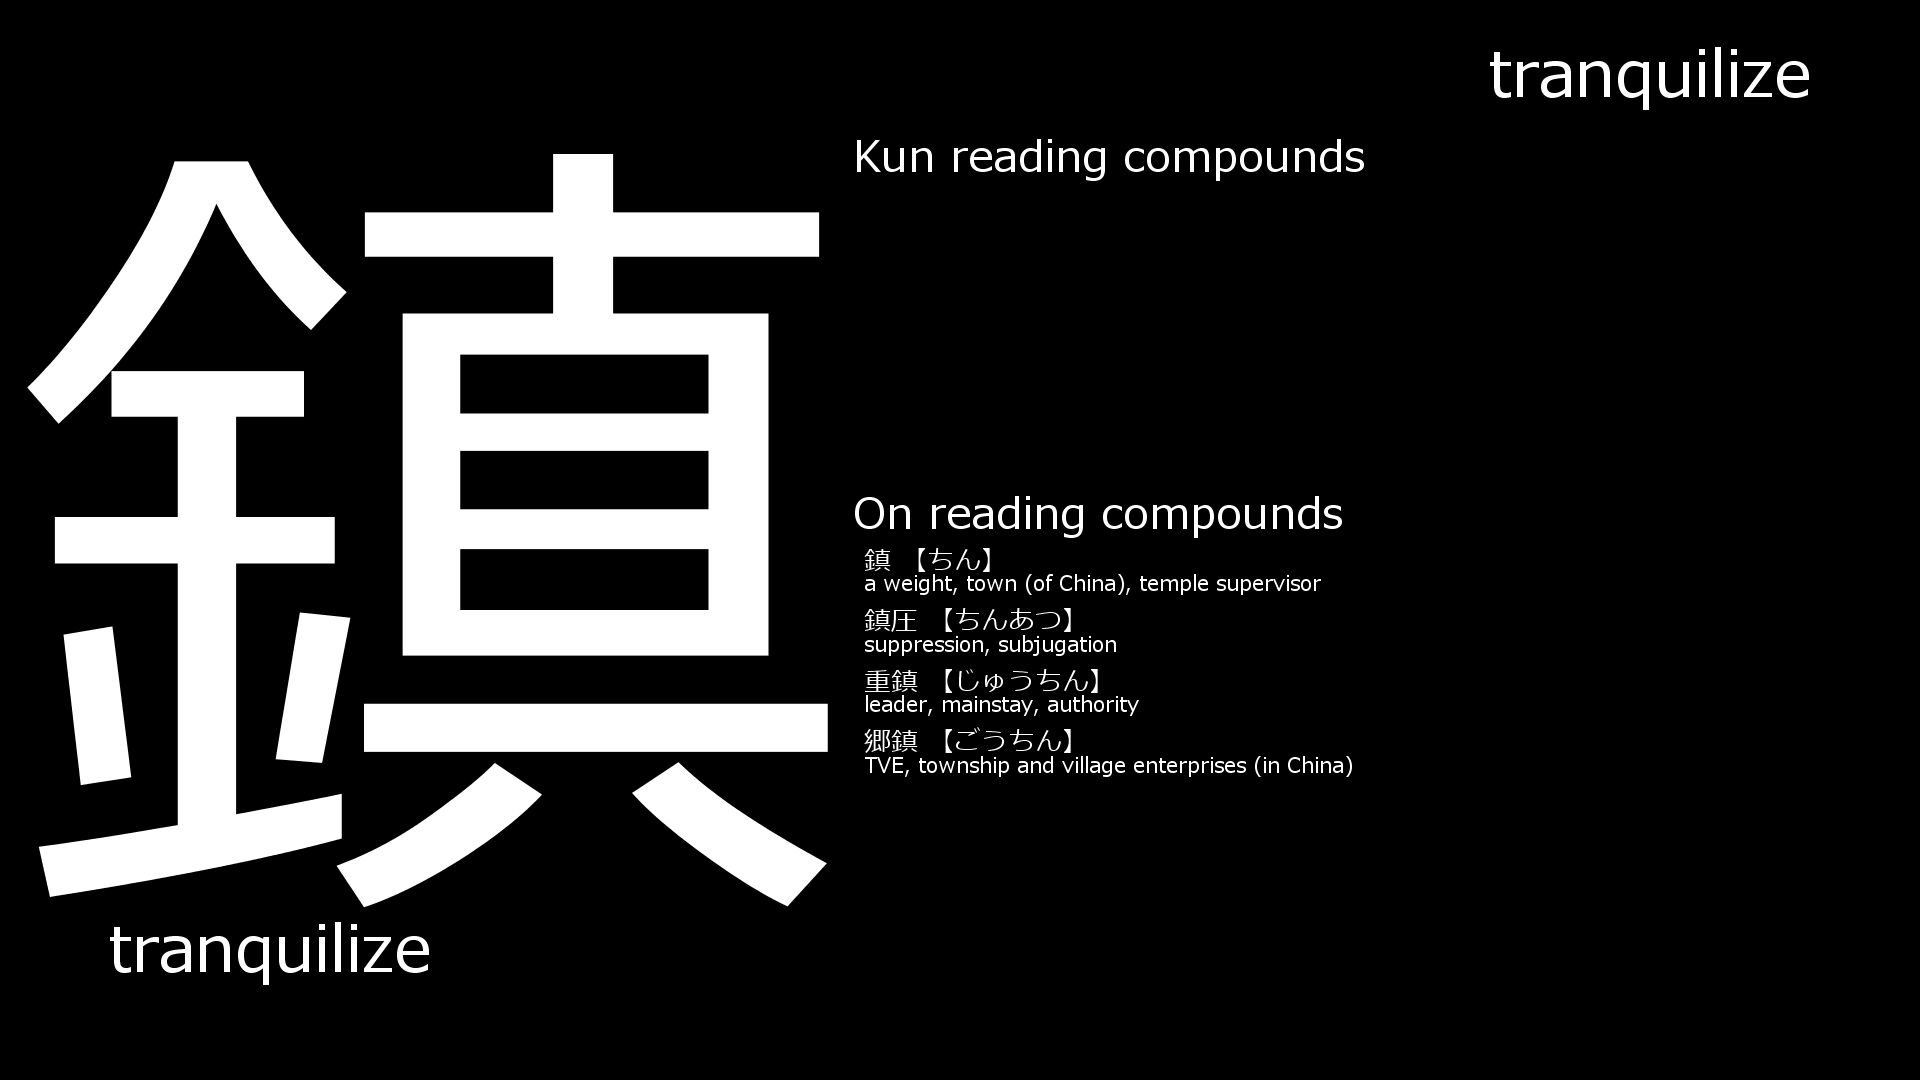 tranquilize
鎮
tranquilize
Kun reading compounds
On reading compounds
鎮 【ちん】
a weight, town (of China), temple supervisor
鎮圧 【ちんあつ】
suppression, subjugation
重鎮 【じゅうちん】
leader, mainstay, authority
郷鎮 【ごうちん】
TVE, township and village enterprises (in China)